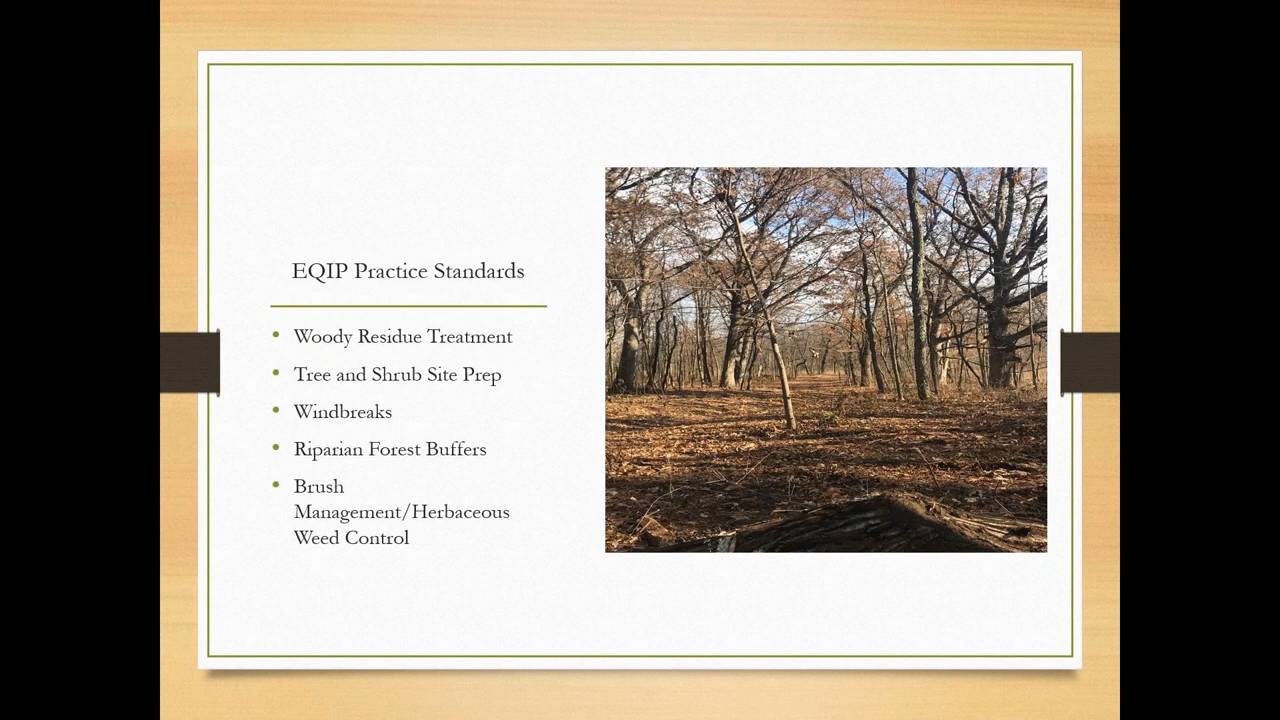 EQIP Practice Standards
• Woody Residue Treatment
• Tree and Shrub Site Prep
• Windbreaks
• Riparian Forest Buffers
• Brush
Management/Herbaceous
Weed Control